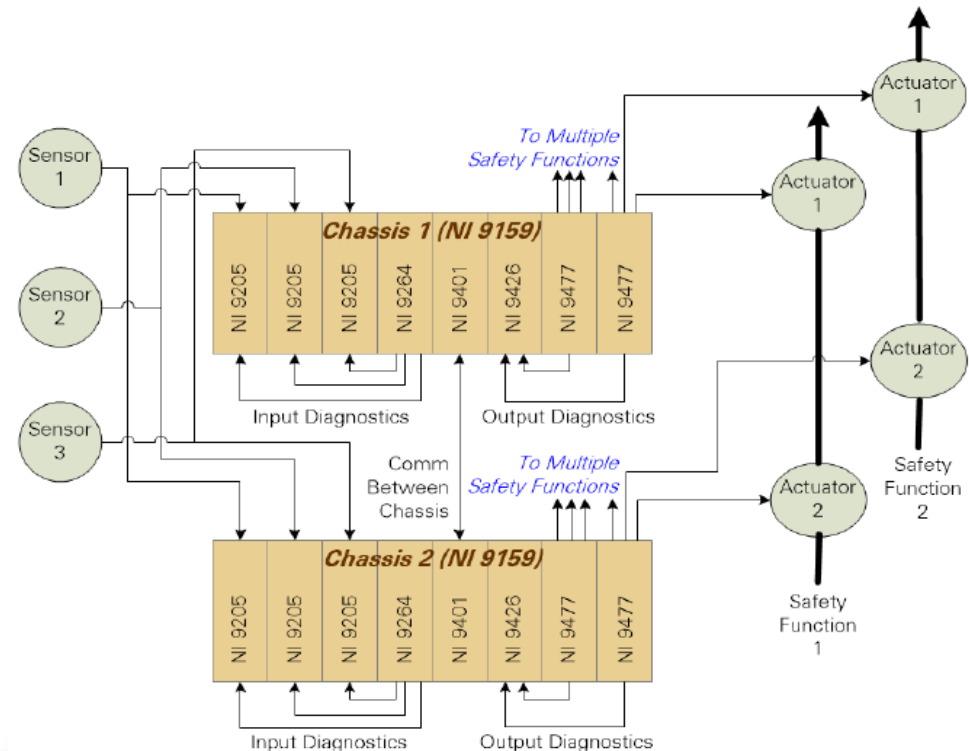 Actuator
1
To Multiple
Safety Functions
Sensor
1
Actuator
1
Chassis 1 (NI 9159)
NI 9205
NI 9205
NI 9205
NI 9264
NI 9401
NI 9426
NI 9477
NI 9477
Sensor
2
Actuator
2
Input Diagnostics
Output Diagnostics
Sensor
3
Comm
Between
Chassis
To Multiple
Safety Functions
Safety
Function
2
Actuator
2
Chassis 2 (NI 9159)
NI 9205
NI 9205
NI 9205
NI 9264
NI 9401
NI 9426
NI 9477
NI 9477
Safety
Function
1
Input Diagnostics
Output Diagnostics